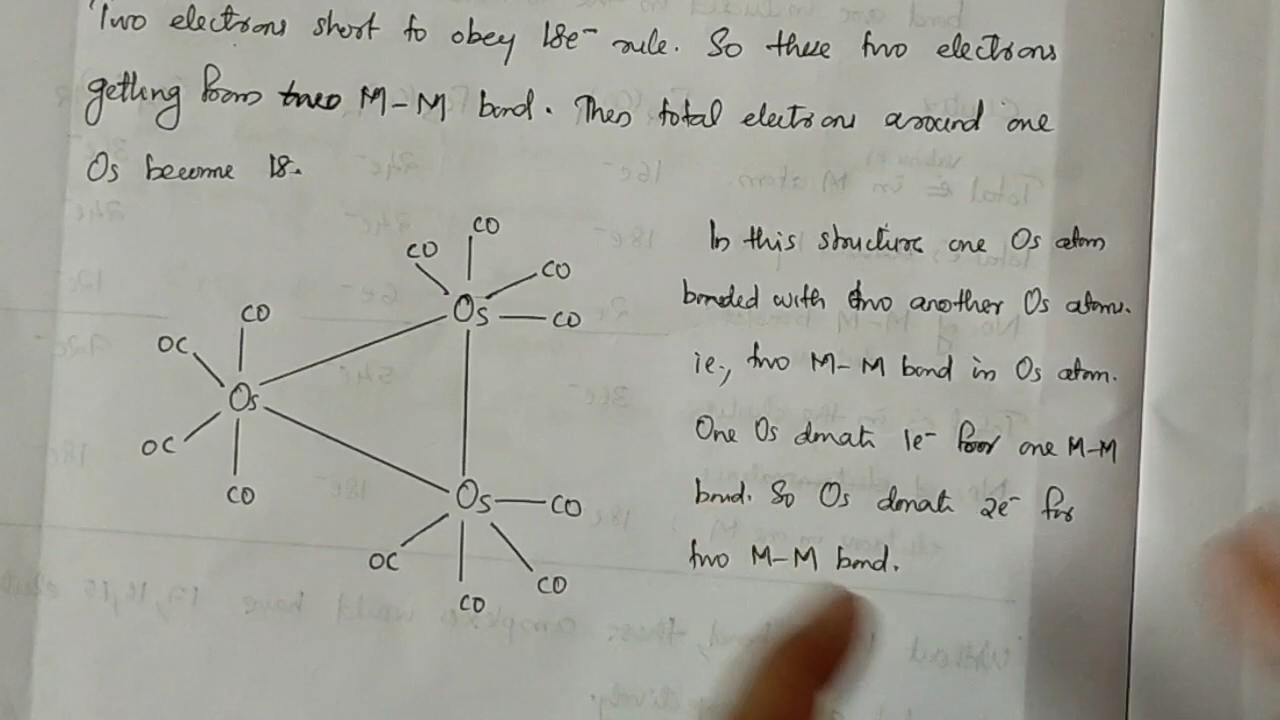 Two electrons short to obey 18e⁻ rule. So these two electrons
getting from two M-M bond. Then total electrons around one
Os become 18.
CO
CO
CO
Os
CO
CO
OC
Os
OC
CO
Os
CO
OC
CO
CO
In this structure one Os atom
bonded with two another Os atoms.
ie., two M-M bond in Os atom.
One Os donate 1e⁻ for one M-M
bond. So Os donate 2e⁻ for
two M-M bond.